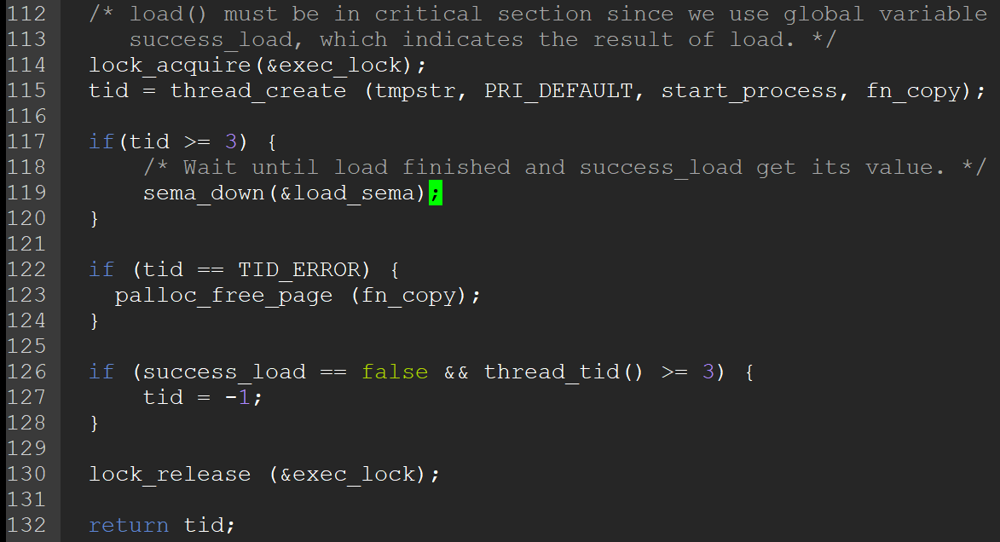 112   /* load() must be in critical section since we use global variable
113      success_load, which indicates the result of load. */
114   lock_acquire(&exec_lock);
115   tid = thread_create (tmpstr, PRI_DEFAULT, start_process, fn_copy);
116
117   if(tid >= 3) {
118       /* Wait until load finished and success_load get its value. */
119       sema_down(&load_sema);
120   }
121
122   if (tid == TID_ERROR) {
123     palloc_free_page (fn_copy);
124   }
125
126   if (success_load == false && thread_tid() >= 3) {
127       tid = -1;
128   }
129
130   lock_release (&exec_lock);
131
132   return tid;